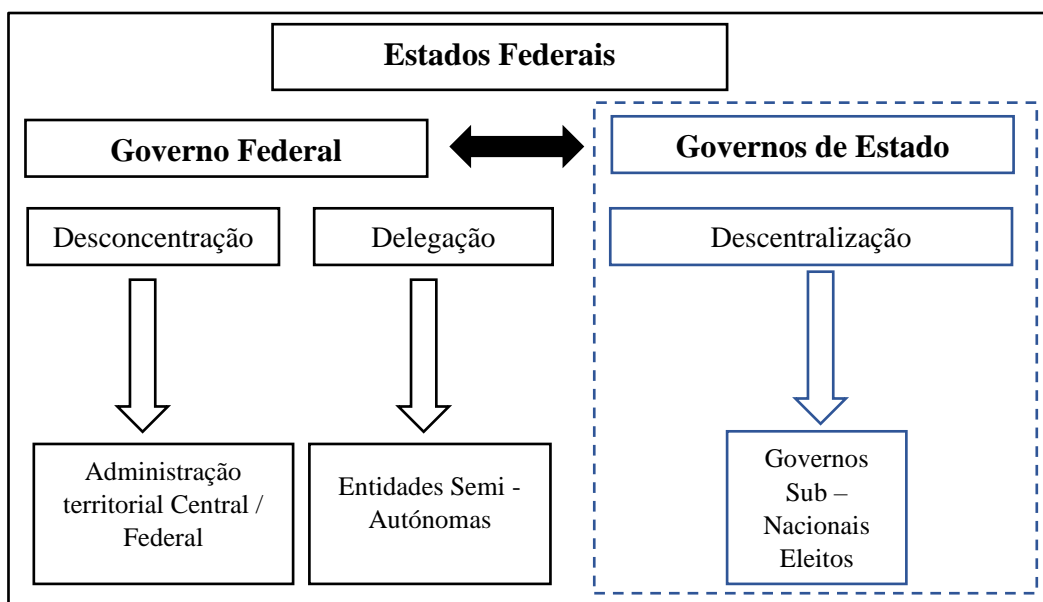 Estados Federais
Governo Federal
Governos de Estado
Desconcentração
Delegação
Descentralização
Administração
territorial Central /
Federal
Entidades Semi -
Autónomas
Governos
Sub –
Nacionais
Eleitos